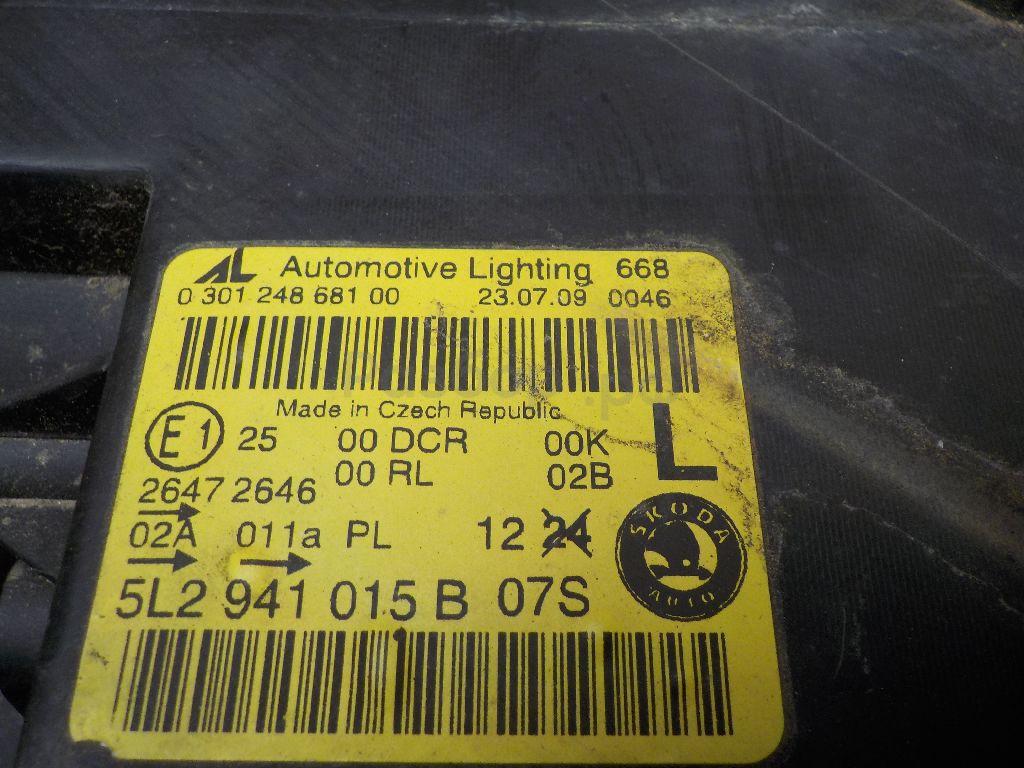 AL Automotive Lighting 668
0 301 248 681 00 23.07.09 0046
Made in Czech Republic
E1 25 00 DCR 00K L
00 RL 02B
2647 2646
02A 011a PL 12 24
SKODA
AUTO
5L2 941 015 B 07S